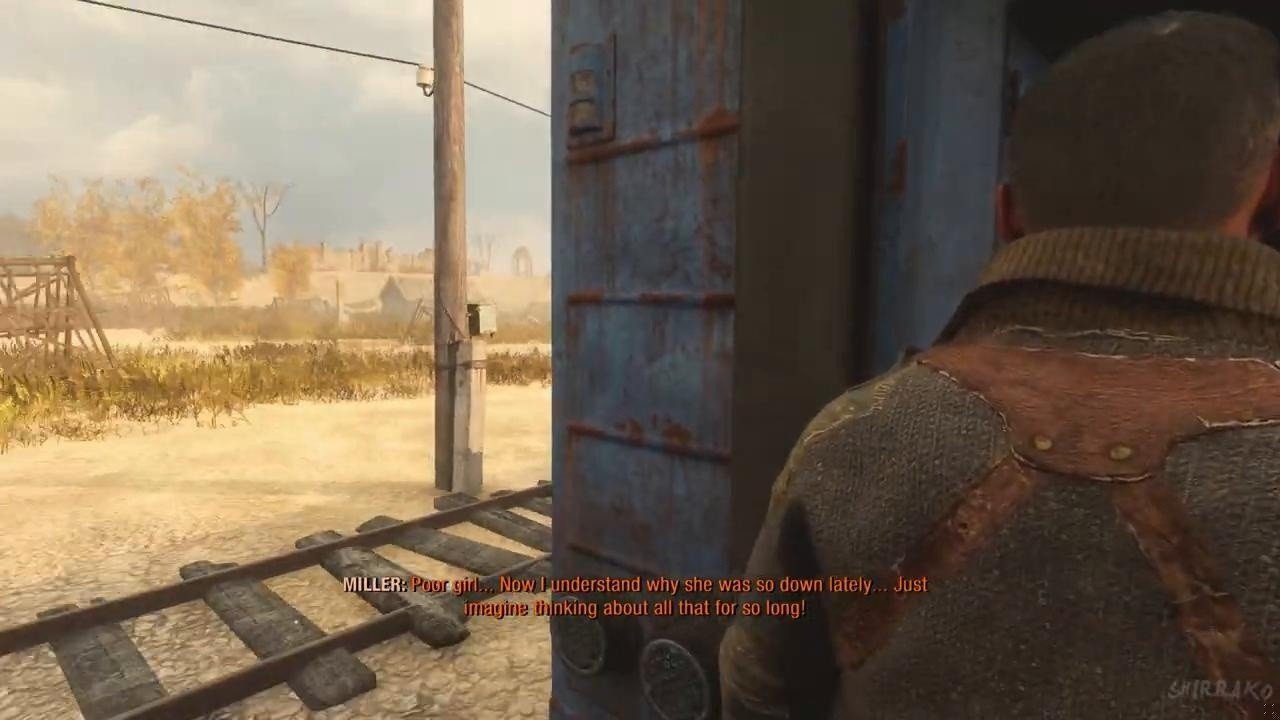 MILLER: Poor girl... Now I understand why she was so down lately... Just
imagine thinking about all that for so long!
SHIRRAKO